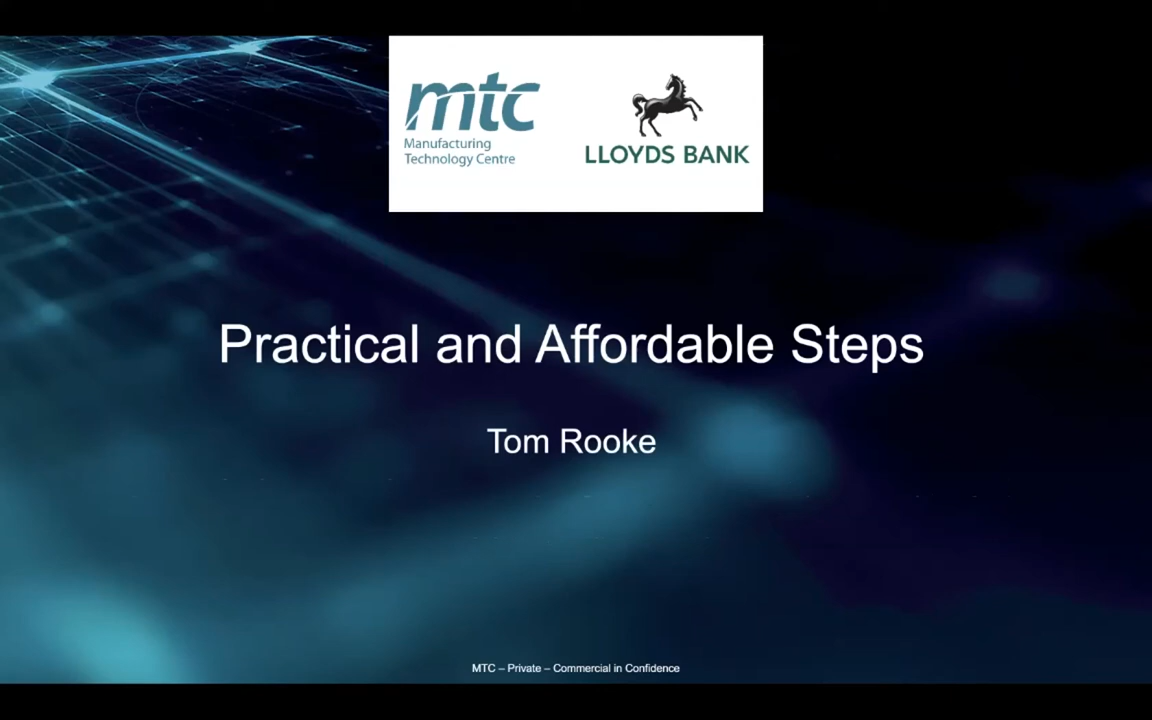 mtc
Manufacturing
Technology Centre
LLOYDS BANK
Practical and Affordable Steps
Tom Rooke
MTC – Private – Commercial in Confidence